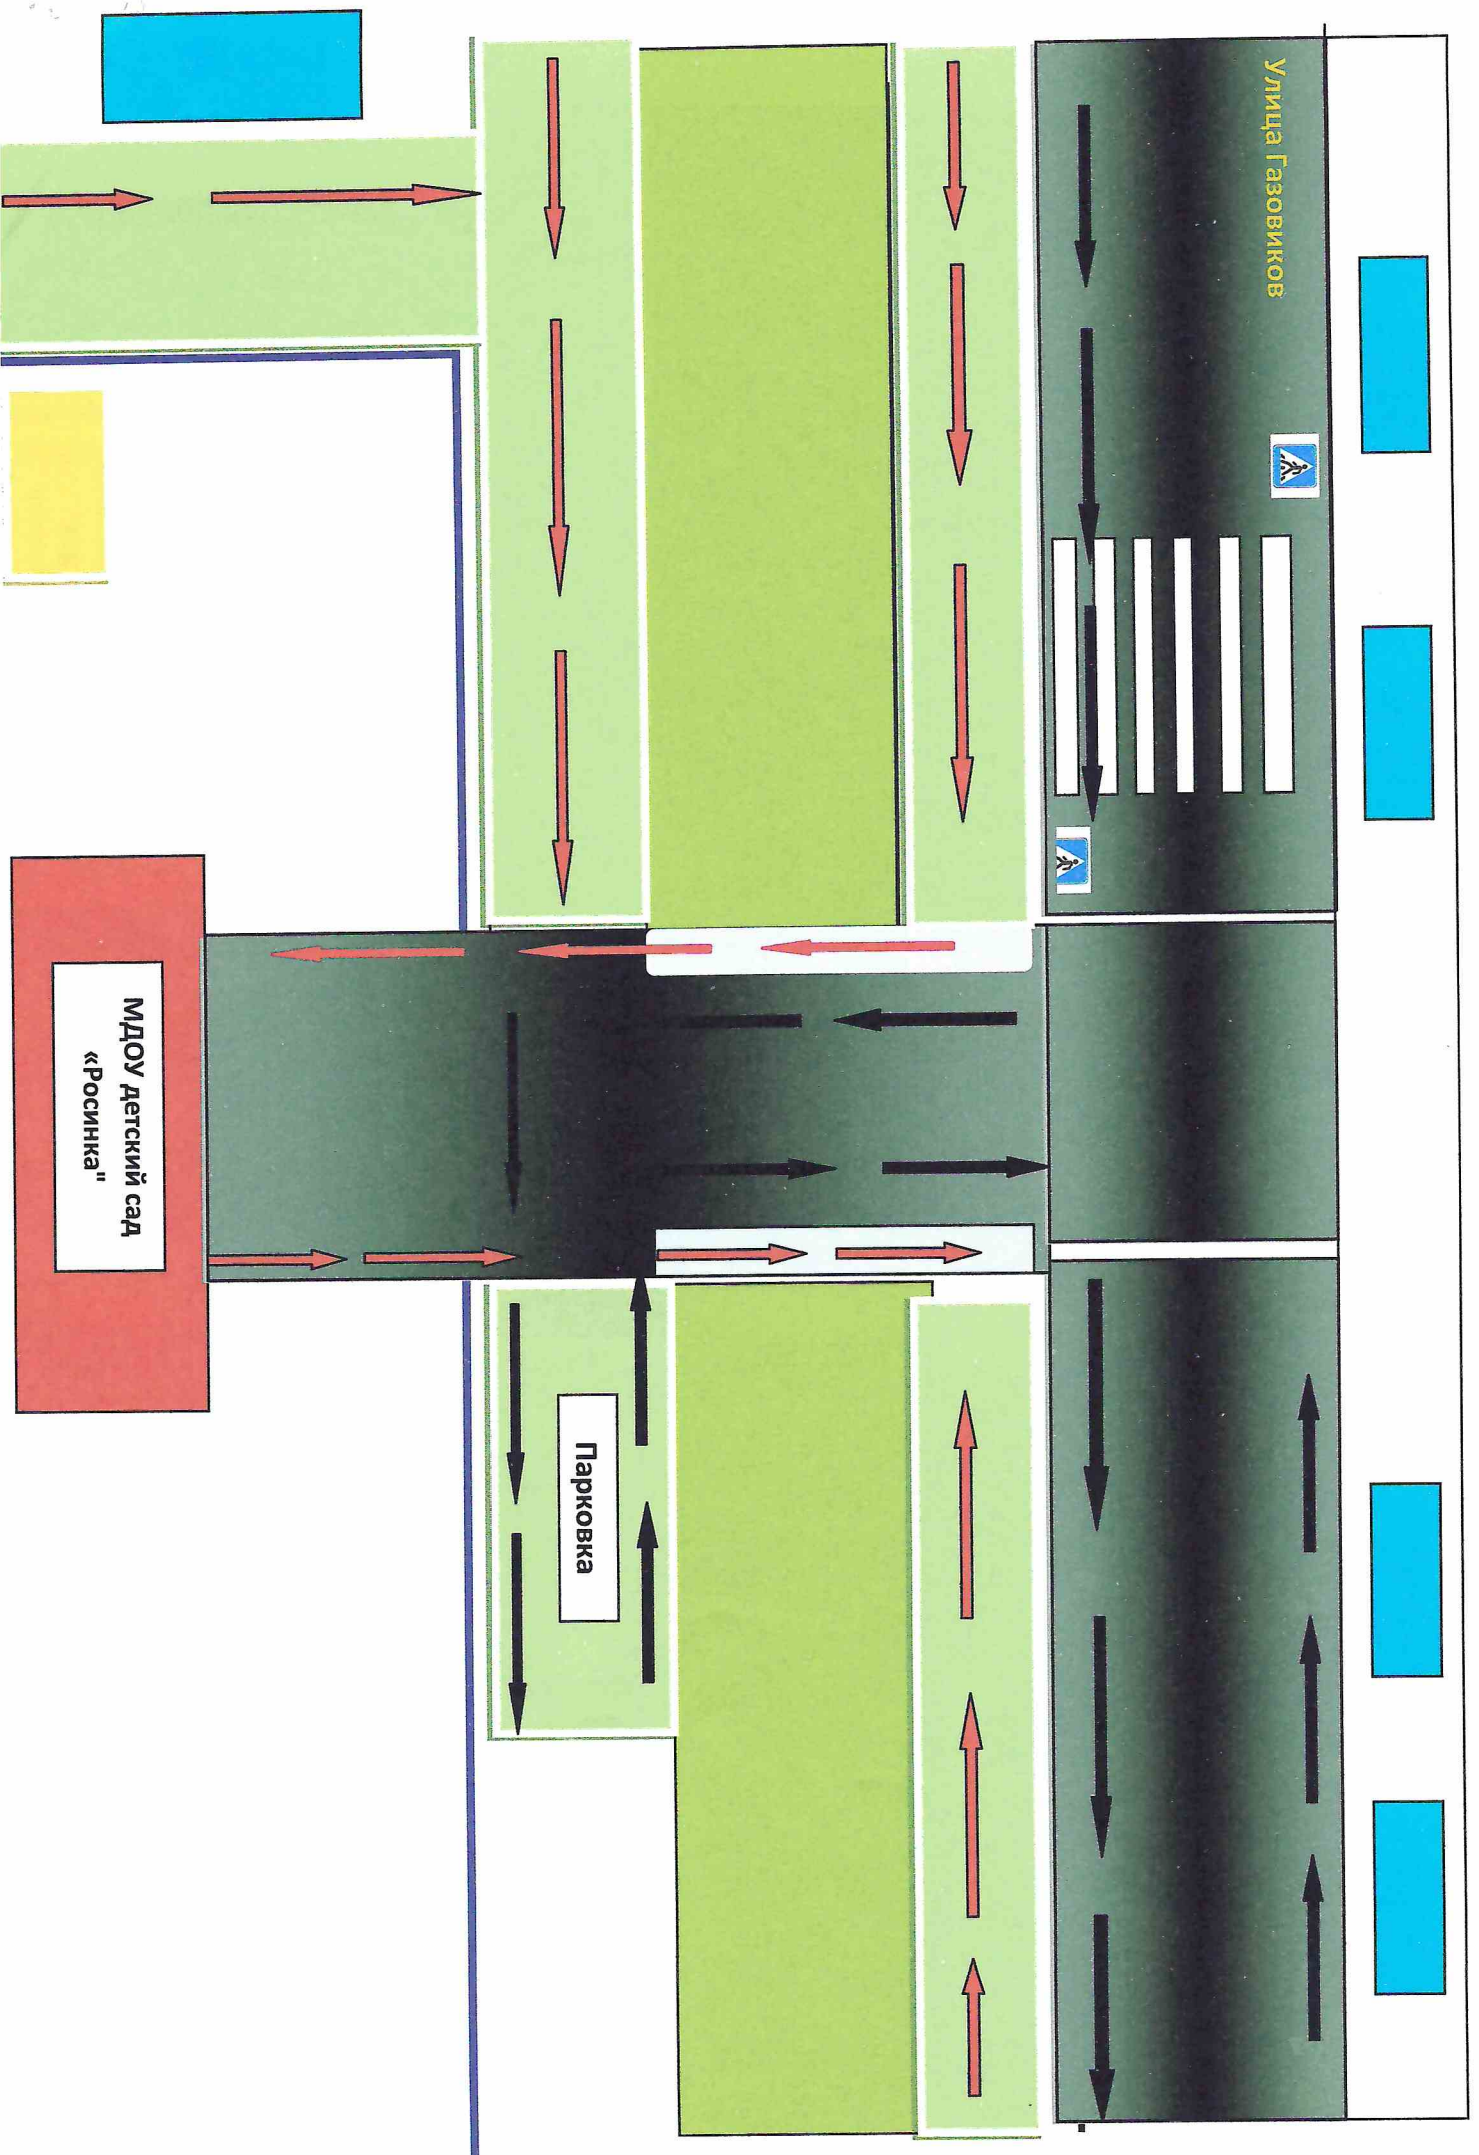 Улица Газовиков
Парковка
МДОУ детский сад
«Росинка"